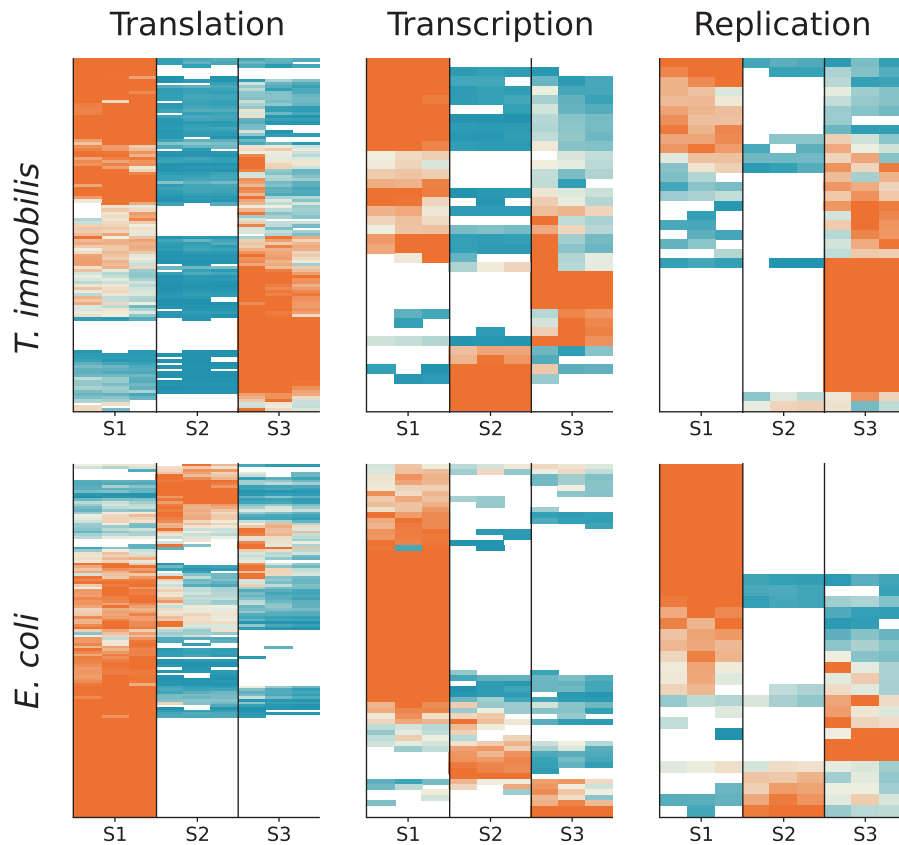 Translation Transcription Replication
T. immobilis
S1 S2 S3 S1 S2 S3 S1 S2 S3
E. coli
S1 S2 S3 S1 S2 S3 S1 S2 S3